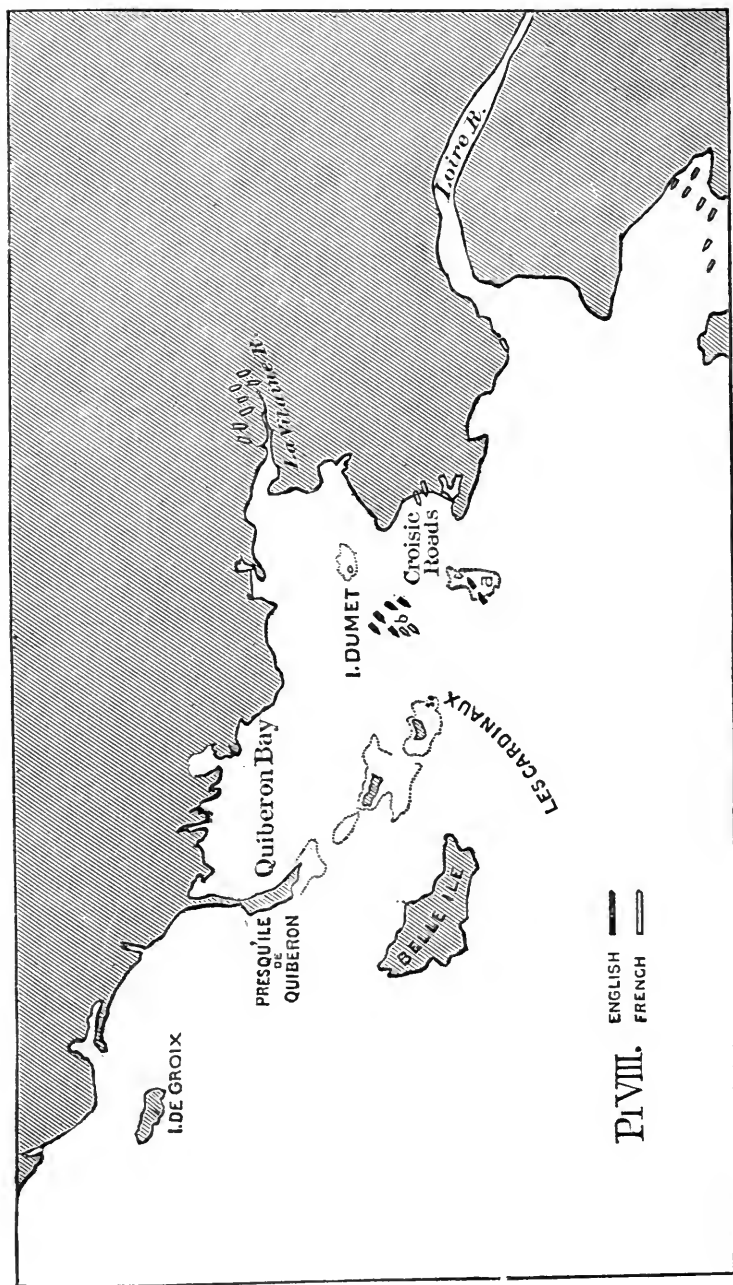 I. DE GROIX
PRESQU'ILE
DE
QUIBERON
Quiberon Bay
BELLE ILE
LES CARDINAUX
I. DUMET
b
Croisic
Roads
a
La Vilaine R.
Loire R.
Pl VIII.
ENGLISH
FRENCH